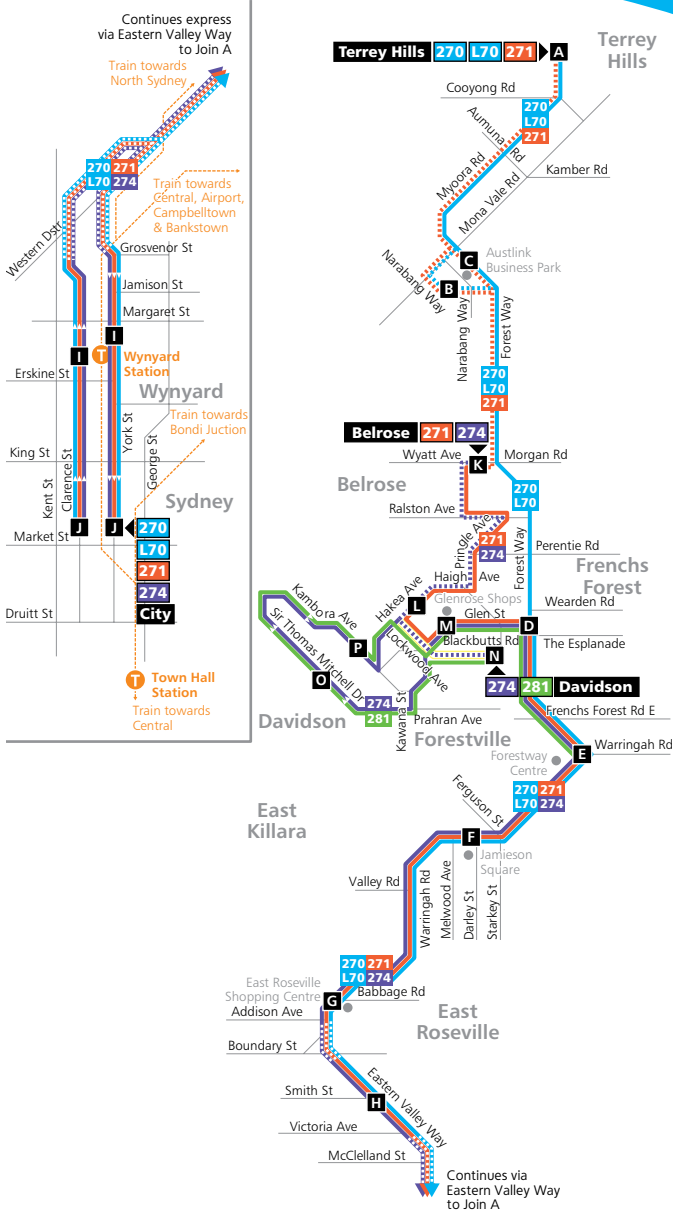 Continues express
via Eastern Valley Way
to Join A
Train towards
North Sydney
270 271
L70 274
Train towards
Central, Airport,
Campbelltown
& Bankstown
Western Dstr
Grosvenor St
Jamison St
Margaret St
I
I
T
Wynyard
Station
Erskine St
Wynyard
Train towards
Bondi Juction
King St
Kent St
Clarence St
York St
George St
Sydney
Market St
J
J
270
L70
271
274
City
Druitt St
T
Town Hall
Station
Train towards
Central
Terrey Hills 270 L70 271
A
Terrey
Hills
Cooyong Rd
270
L70
271
Aumuna Rd
Kamber Rd
Myoora Rd
Mona Vale Rd
C
Austlink
Business Park
B
Narabang Way
Narabang Way
Forest Way
270
L70
271
Belrose 271 274
Wyatt Ave
K
Morgan Rd
Belrose
270
L70
Ralston Ave
Pringle Ave
271
274
Forest Way
Perentie Rd
Haigh Ave
Frenchs
Forest
Hakea Ave
L
Glenrose Shops
Wearden Rd
Kambora Ave
M
Glen St
D
Blackbutts Rd
The Esplanade
P
Lockwood Ave
N
Sir Thomas Mitchell Dr
O
274 281 Davidson
274
281
Kawana St
Prahran Ave
Davidson
Forestville
Frenchs Forest Rd E
Forestway
Centre
E
Warringah Rd
270 271
L70 274
Ferguson St
East
Killara
F
Jamieson
Square
Valley Rd
Warringah Rd
Melwood Ave
Darley St
Starkey St
270 271
L70 274
East Roseville
Shopping Centre
G
Babbage Rd
Addison Ave
East
Roseville
Boundary St
Eastern Valley Way
Smith St
H
Victoria Ave
McClelland St
Continues via
Eastern Valley Way
to Join A